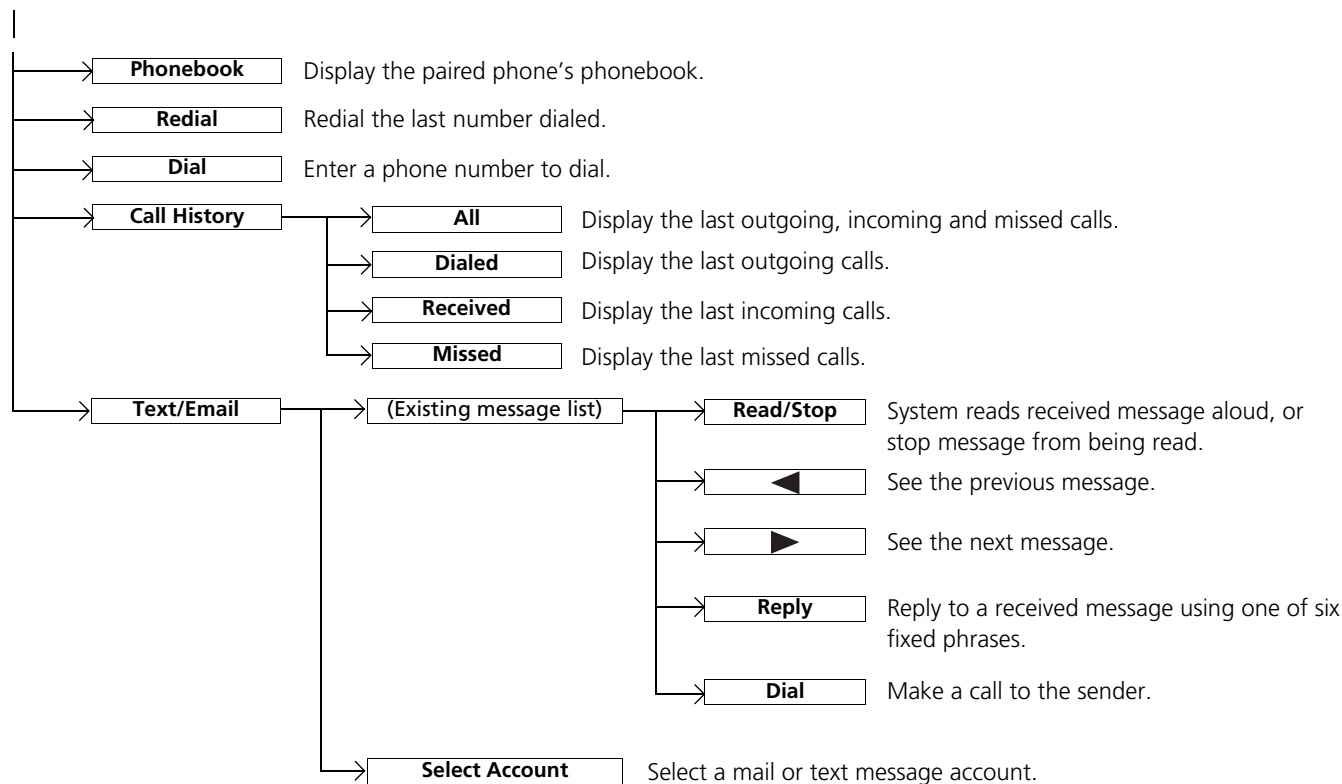 Phonebook Display the paired phone’s phonebook.
Redial Redial the last number dialed.
Dial Enter a phone number to dial.
Call History All Display the last outgoing, incoming and missed calls.
Dialed Display the last outgoing calls.
Received Display the last incoming calls.
Missed Display the last missed calls.
Text/Email (Existing message list) Read/Stop System reads received message aloud, or
stop message from being read.
◀ See the previous message.
▶ See the next message.
Reply Reply to a received message using one of six
fixed phrases.
Dial Make a call to the sender.
Select Account Select a mail or text message account.